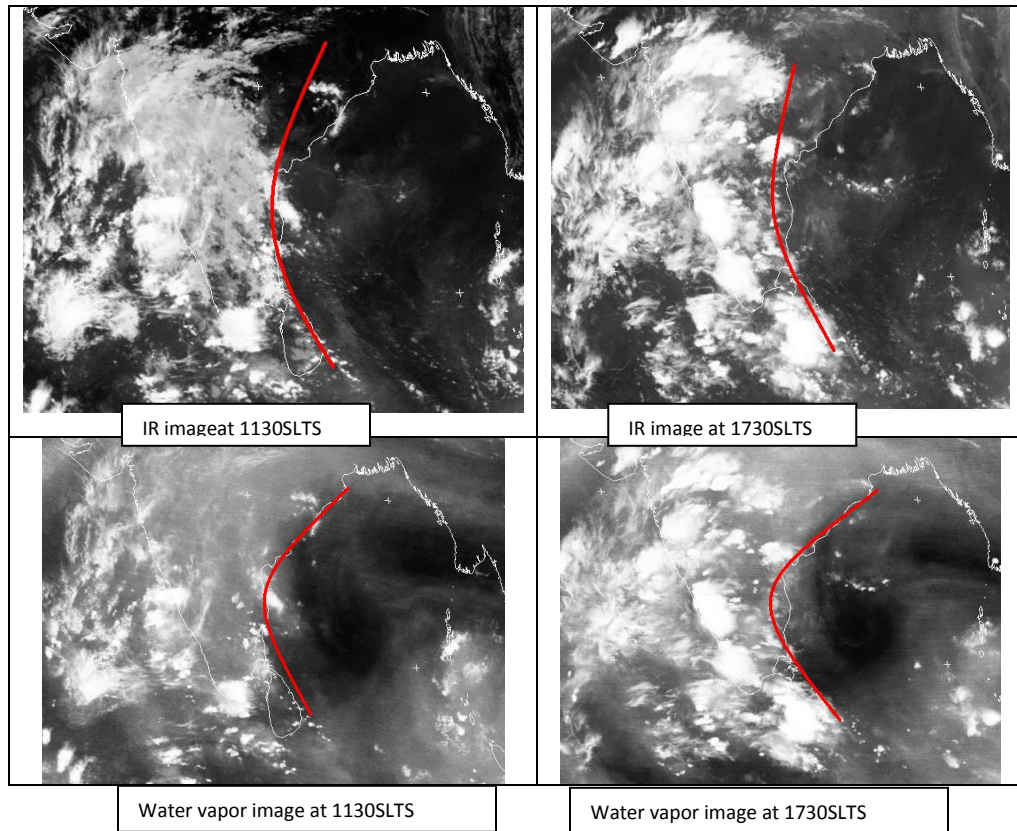 IR imageat 1130SLTS
IR image at 1730SLTS
Water vapor image at 1130SLTS
Water vapor image at 1730SLTS